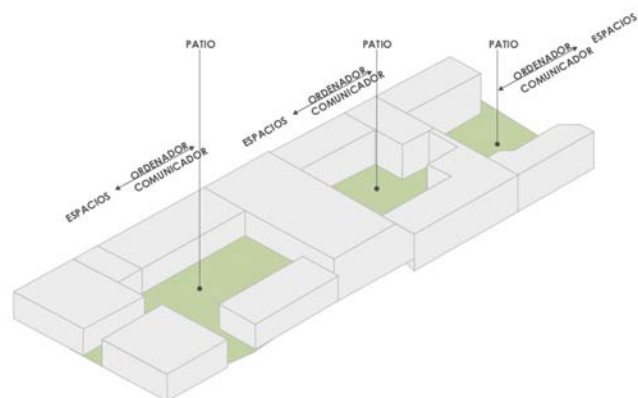 PATIO
PATIO
PATIO
ESPACIOS
ORDENADOR
COMUNICADOR
ESPACIOS
ORDENADOR
COMUNICADOR
ORDENADOR
COMUNICADOR
ESPACIOS